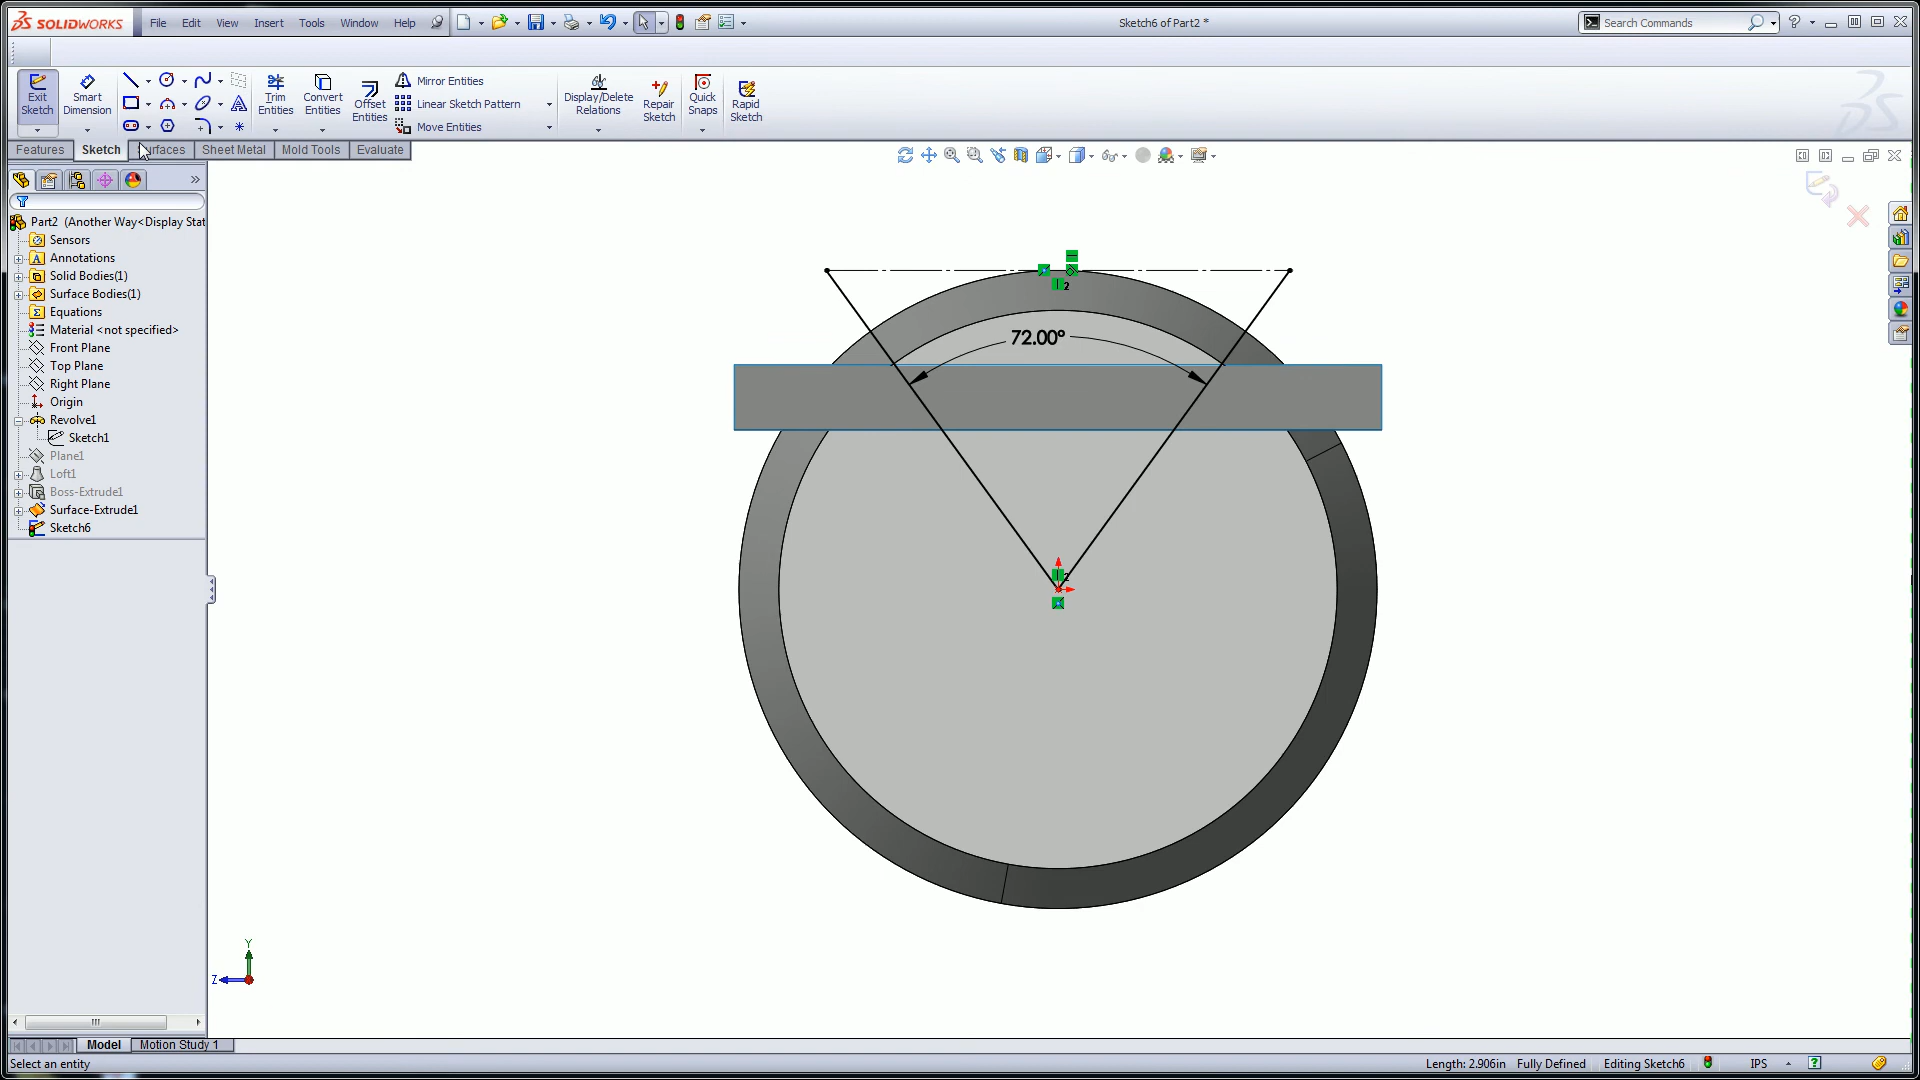 SOLIDWORKS File Edit View Insert Tools Window Help Sketch6 of Part2 * Search Commands
Exit Sketch Smart Dimension Trim Entities Convert Entities Offset Entities Mirror Entities Linear Sketch Pattern Move Entities Display/Delete Relations Repair Sketch Quick Snaps Rapid Sketch
Features Sketch Surfaces Sheet Metal Mold Tools Evaluate
Part2 (Another Way<Display Stat
Sensors
Annotations
Solid Bodies(1)
Surface Bodies(1)
Equations
Material <not specified>
Front Plane
Top Plane
Right Plane
Origin
Revolve1
Sketch1
Plane1
Loft1
Boss-Extrude1
Surface-Extrude1
Sketch6
2
72.00°
2
Y
Z
Model Motion Study 1
Select an entity Length: 2.906in Fully Defined Editing Sketch6 IPS